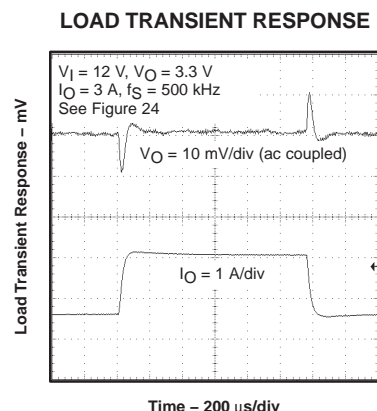 LOAD TRANSIENT RESPONSE
VI = 12 V, VO = 3.3 V
IO = 3 A, fS = 500 kHz
See Figure 24
VO = 10 mV/div (ac coupled)
Load Transient Response – mV
IO = 1 A/div
Time – 200 µs/div